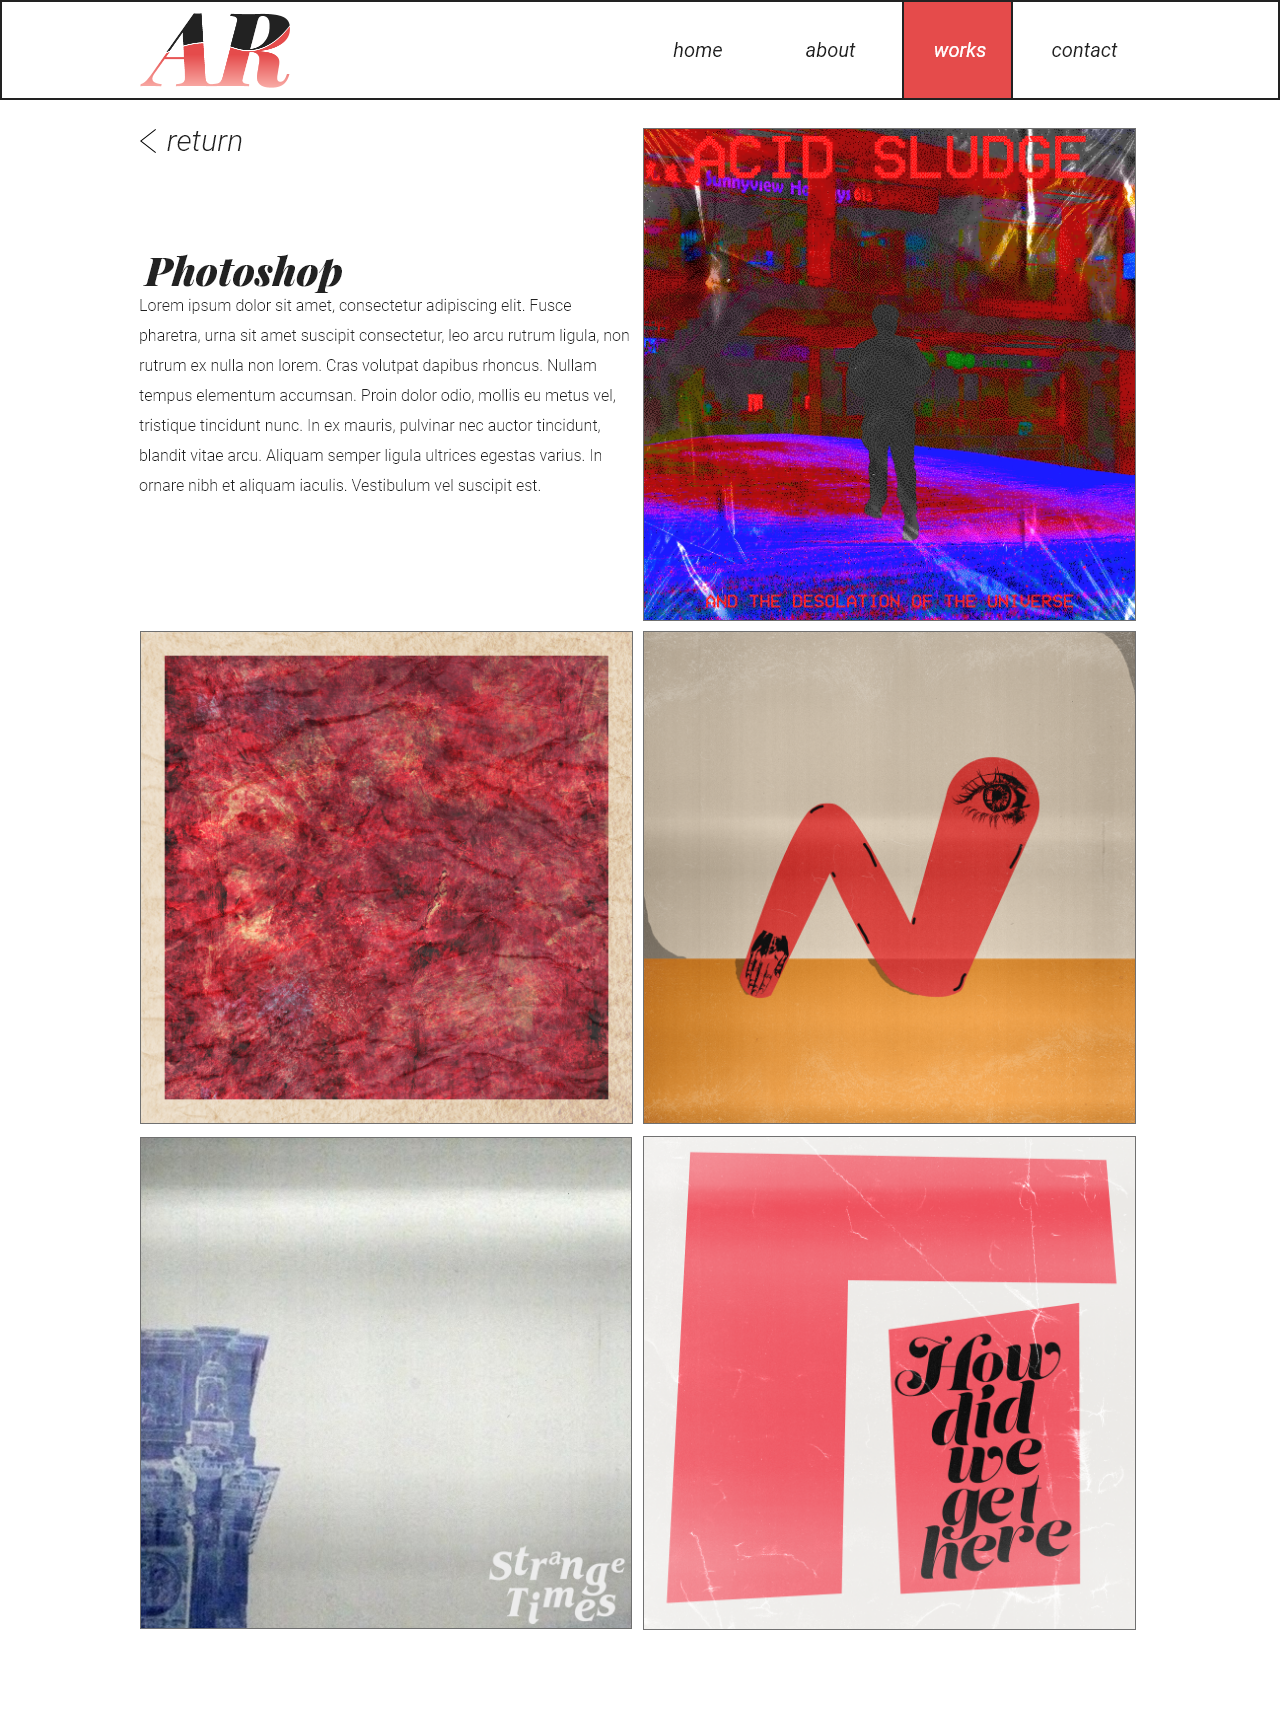 AR
home
about
works
contact
< return
Photoshop
Lorem ipsum dolor sit amet, consectetur adipiscing elit. Fusce
pharetra, urna sit amet suscipit consectetur, leo arcu rutrum ligula, non
rutrum ex nulla non lorem. Cras volutpat dapibus rhoncus. Nullam
tempus elementum accumsan. Proin dolor odio, mollis eu metus vel,
tristique tincidunt nunc. In ex mauris, pulvinar nec auctor tincidunt,
blandit vitae arcu. Aliquam semper ligula ultrices egestas varius. In
ornare nibh et aliquam iaculis. Vestibulum vel suscipit est.
ACID SLUDGE
Sunnyview
AND THE DESOLATION OF THE UNIVERSE
Strange
Times
How
did
we
get
here